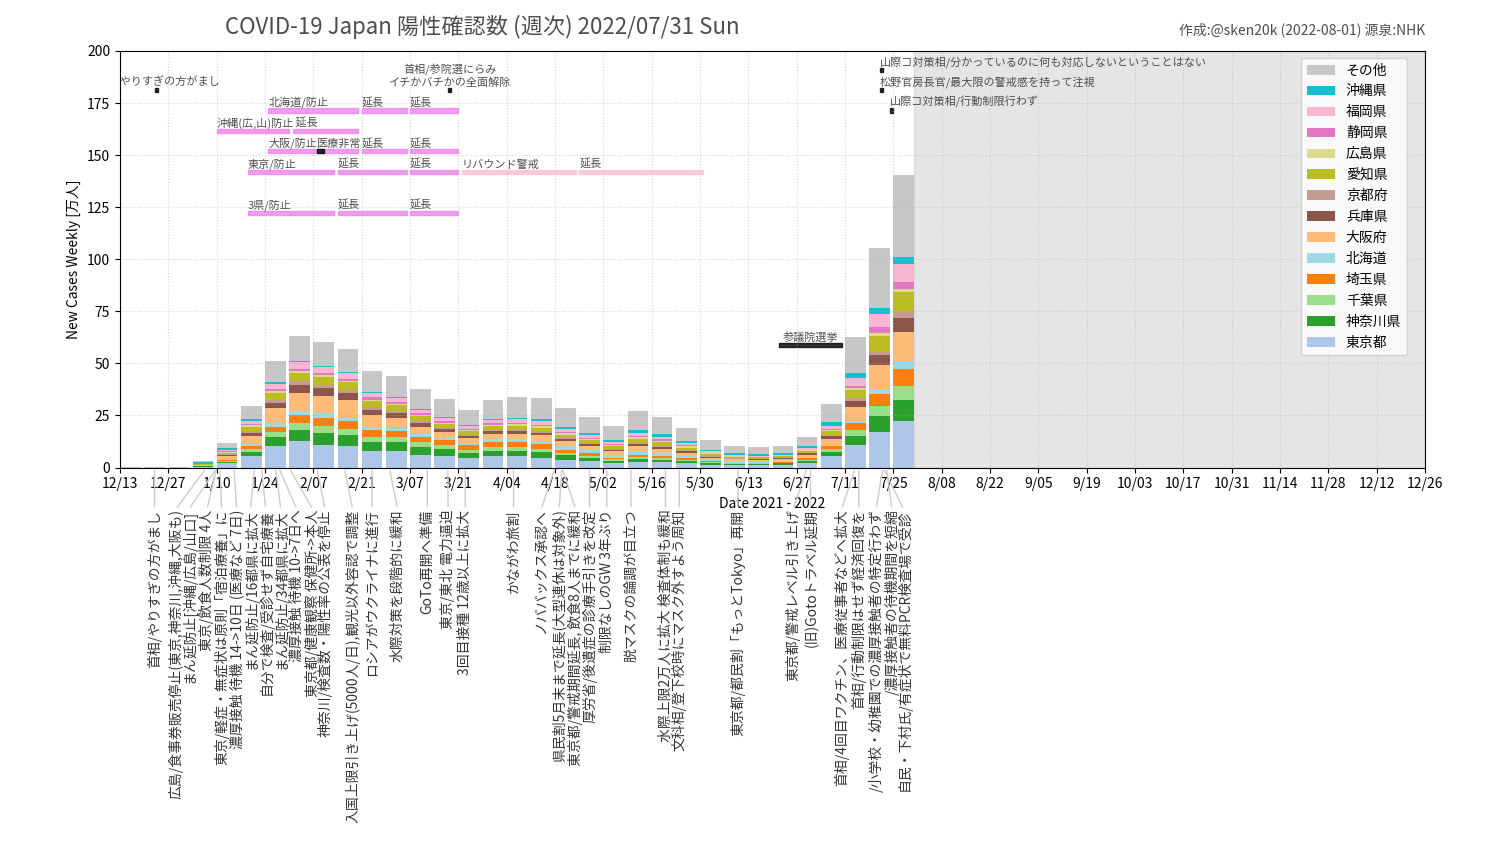 COVID-19 Japan 陽性確認数 (週次) 2022/07/31 Sun
作成:@sken20k (2022-08-01) 源泉:NHK
New Cases Weekly [万人]
200
175
150
125
100
75
50
25
0
やりすぎの方がまし
首相/参院選にらみ
イチかバチかの全面解除
北海道/防止 延長 延長
沖縄(広,山)防止 延長
大阪/防止医療非常 延長 延長
東京/防止 延長 延長 リバウンド警戒 延長
3県/防止 延長 延長
参議院選挙
山際コ対策相/分かっているのに何も対応しないということはない
松野官房長官/最大限の警戒感を持って注視
山際コ対策相/行動制限行わず
その他
沖縄県
福岡県
静岡県
広島県
愛知県
京都府
兵庫県
大阪府
北海道
埼玉県
千葉県
神奈川県
東京都
12/13 12/27 1/10 1/24 2/07 2/21 3/07 3/21 4/04 4/18 5/02 5/16 5/30 6/13 6/27 7/11 7/25 8/08 8/22 9/05 9/19 10/03 10/17 10/31 11/14 11/28 12/12 12/26
Date 2021 - 2022
首相/やりすぎの方がまし
広島/食事券販売停止(東京,神奈川,沖縄,大阪も)
まん延防止[沖縄/広島/山口]
東京/飲食人数制限 4人
東京/軽症・無症状は原則「宿泊療養」に
濃厚接触 待機 14->10日 (医療など 7日)
まん延防止/16都県に拡大
自分で検査/受診せず自宅療養
まん延防止/34都県に拡大
濃厚接触 待機 10->7日へ
東京都/健康観察 保健所->本人
神奈川/検査数・陽性率の公表を停止
入国上限引き上げ(5000人/日),観光以外容認で調整
ロシアがウクライナに進行
水際対策を段階的に緩和
GoTo再開へ準備
東京/東北 電力逼迫
3回目接種 12歳以上に拡大
かながわ旅割
ノババックス承認へ
県民割5月末まで延長(大型連休は対象外)
東京都/警戒期間延長, 飲食8人までに緩和
厚労省/後遺症の診療手引きを改定
制限なしのGW 3年ぶり
脱マスクの論調が目立つ
水際上限2万人に拡大 検査体制も緩和
文科相/登下校時にマスク外すよう周知
東京都/都民割「もっとTokyo」再開
東京都/警戒レベル引き上げ
(旧)Gotoトラベル延期
首相/4回目ワクチン、医療従事者などへ拡大
首相/行動制限はせず経済回復を
/小学校・幼稚園での濃厚接触者の特定行わず
/濃厚接触者の待機期間を短縮
自民・下村氏/有症状で無料PCR検査場で受診